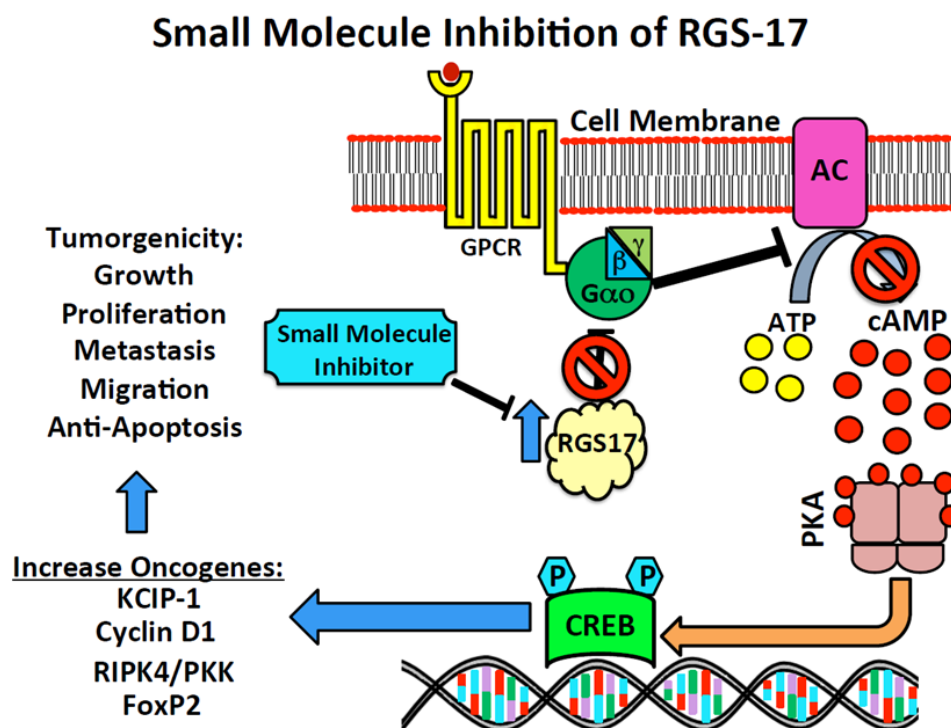 Small Molecule Inhibition of RGS-17
Cell Membrane
AC
GPCR
γ
β
Gαo
ATP
cAMP
Tumorgenicity:
Growth
Proliferation
Metastasis
Migration
Anti-Apoptosis
Small Molecule
Inhibitor
RGS17
PKA
Increase Oncogenes:
KCIP-1
Cyclin D1
RIPK4/PKK
FoxP2
P
P
CREB